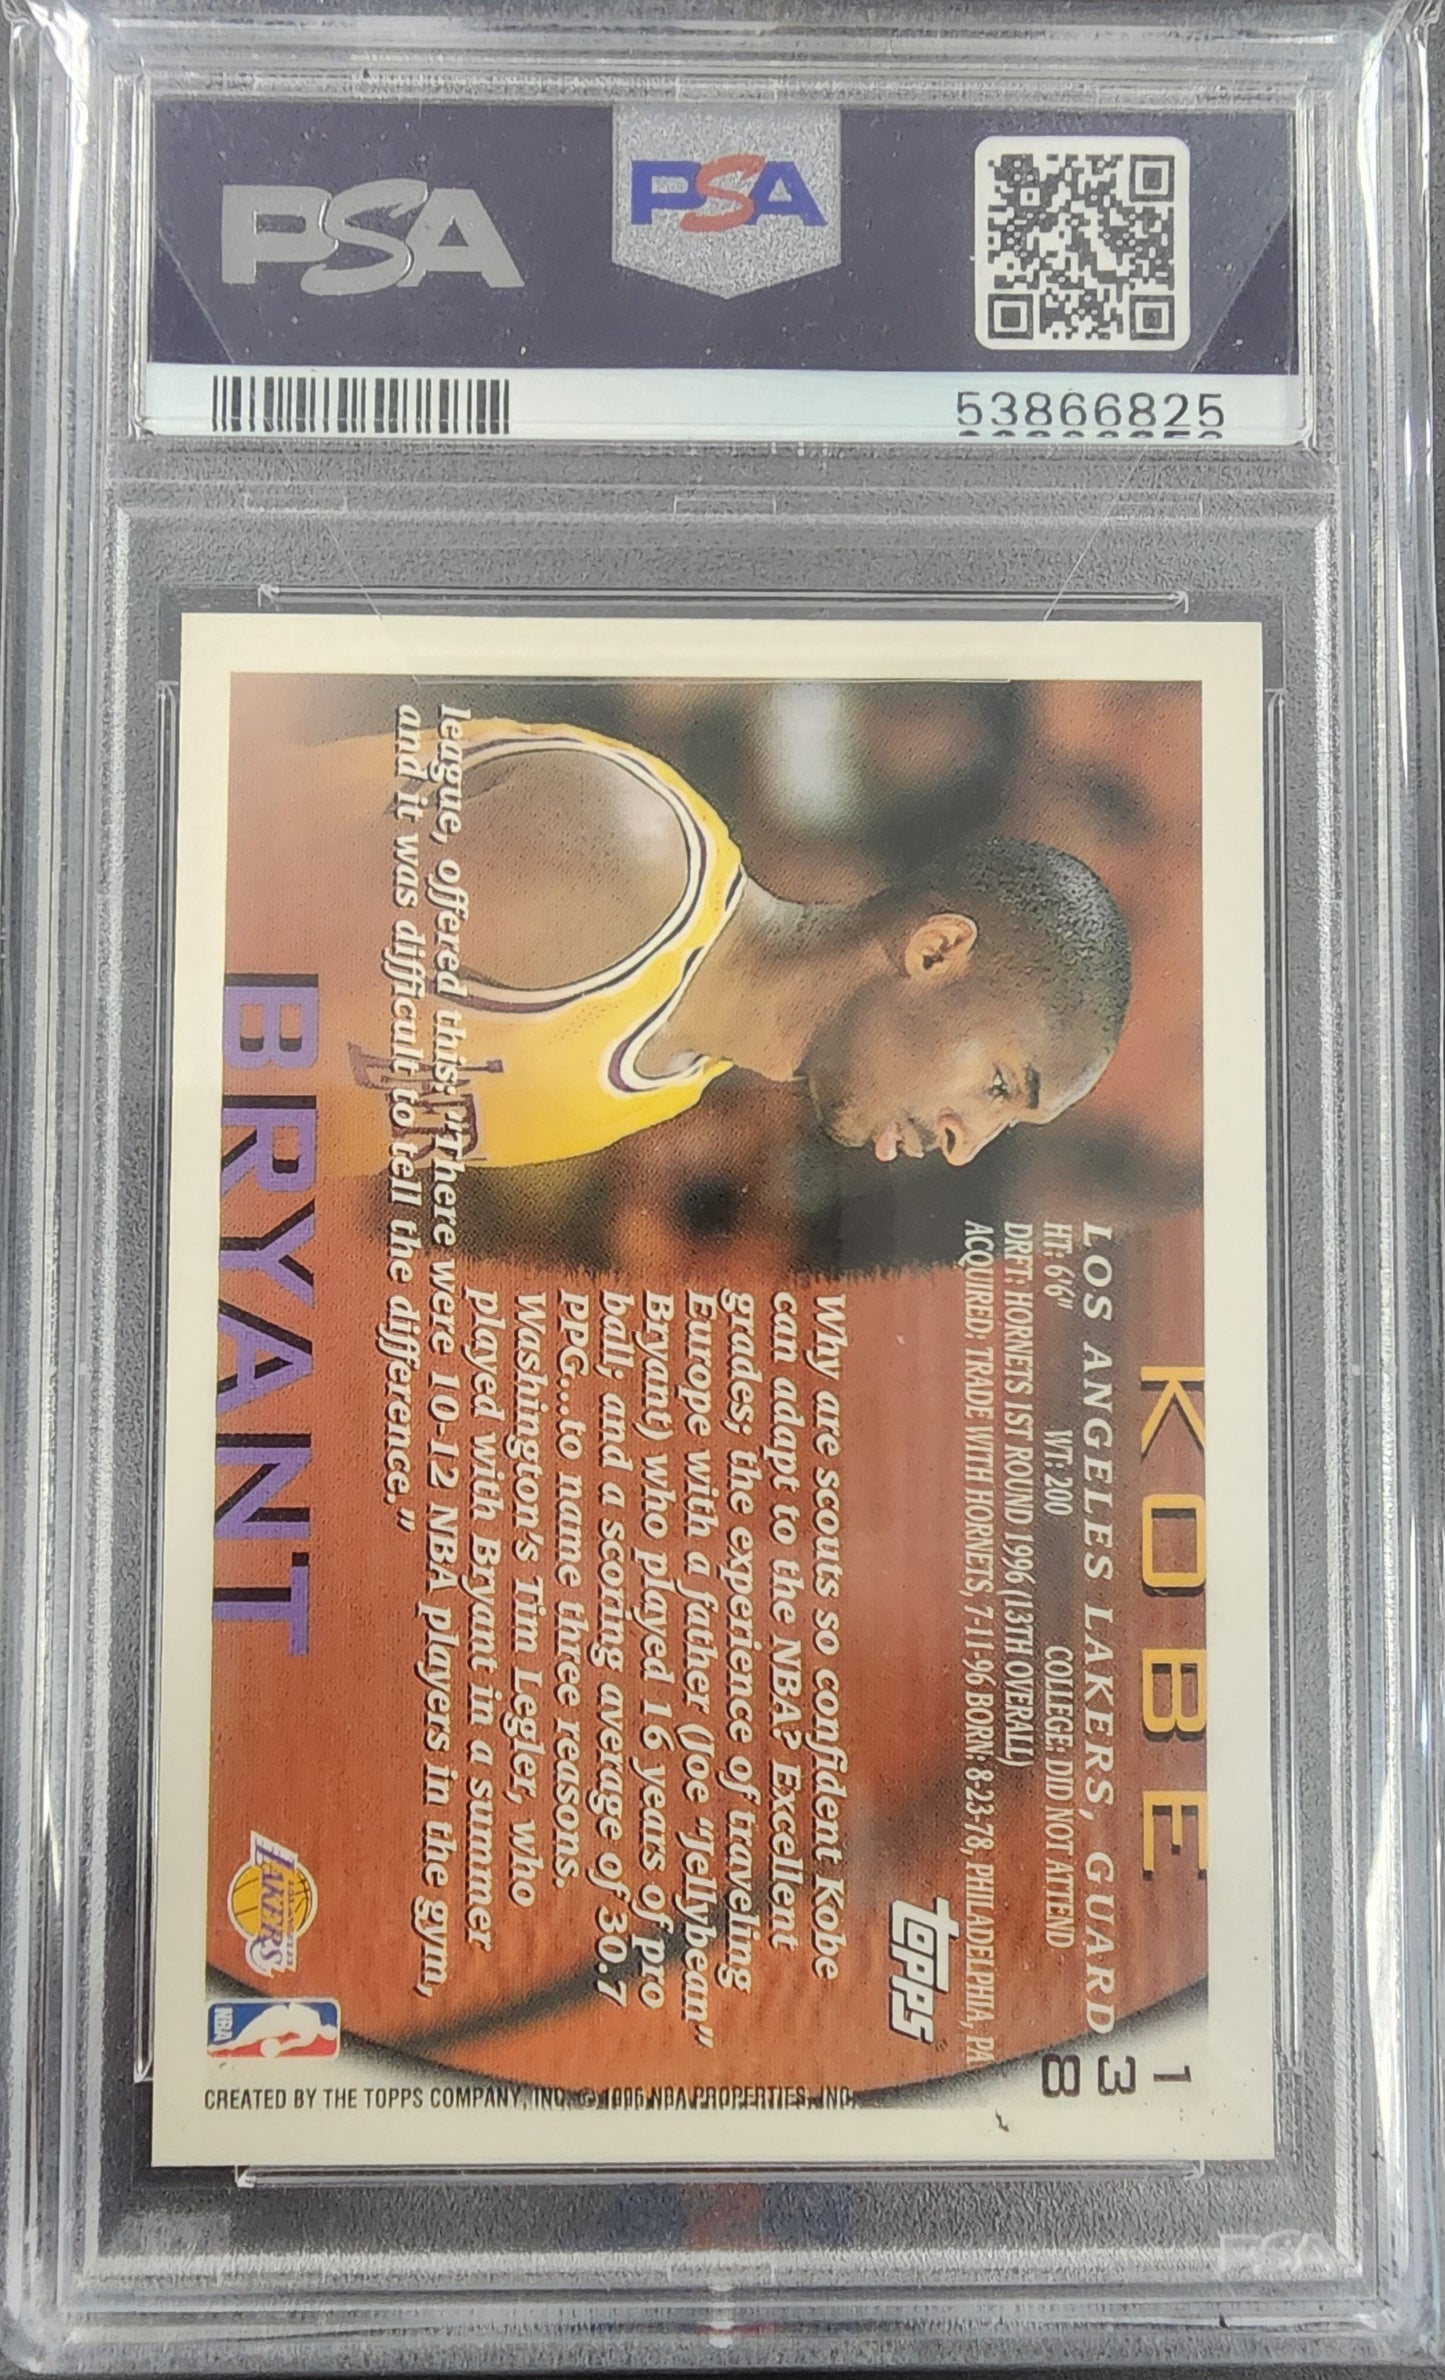 PSA
PSA
53866825
KOBE
138
LOS ANGELES LAKERS, GUARD
HT: 6'6" WT: 200 COLLEGE: DID NOT ATTEND
DRFT: HORNETS 1ST ROUND 1996 (13TH OVERALL)
ACQUIRED: TRADE WITH HORNETS, 7-11-96 BORN: 8-23-78, PHILADELPHIA, PA
TOPPS
Why are scouts so confident Kobe
can adapt to the NBA? Excellent
grades; the experience of traveling
Europe with a father (Joe "Jellybean"
Bryant) who played 16 years of pro
ball; and a scoring average of 30.7
PPG...to name three reasons.
Washington's Tim Legler, who
played with Bryant in a summer
league, offered this: "There were 10-12 NBA players in the gym,
and it was difficult to tell the difference."
BRYANT
LOS ANGELES
LAKERS
NBA
CREATED BY THE TOPPS COMPANY, INC. © 1996 NBA PROPERTIES, INC.
PSA